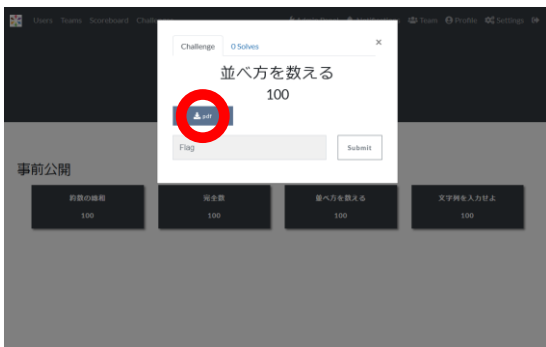 Users Teams Scoreboard Team Profile Settings
Challenge 0 Solves ×
並べ方を数える
100
pdf
Flag Submit
事前公開
約数の総和 完全数 並べ方を数える 文字列を入力せよ
100 100 100 100